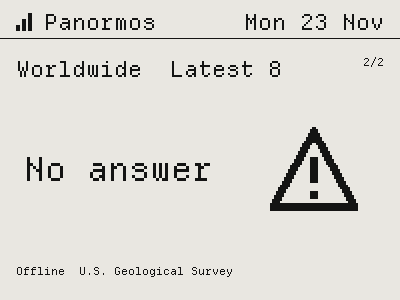 Panormos Mon 23 Nov
Worldwide Latest 8 2/2
No answer
Offline U.S. Geological Survey